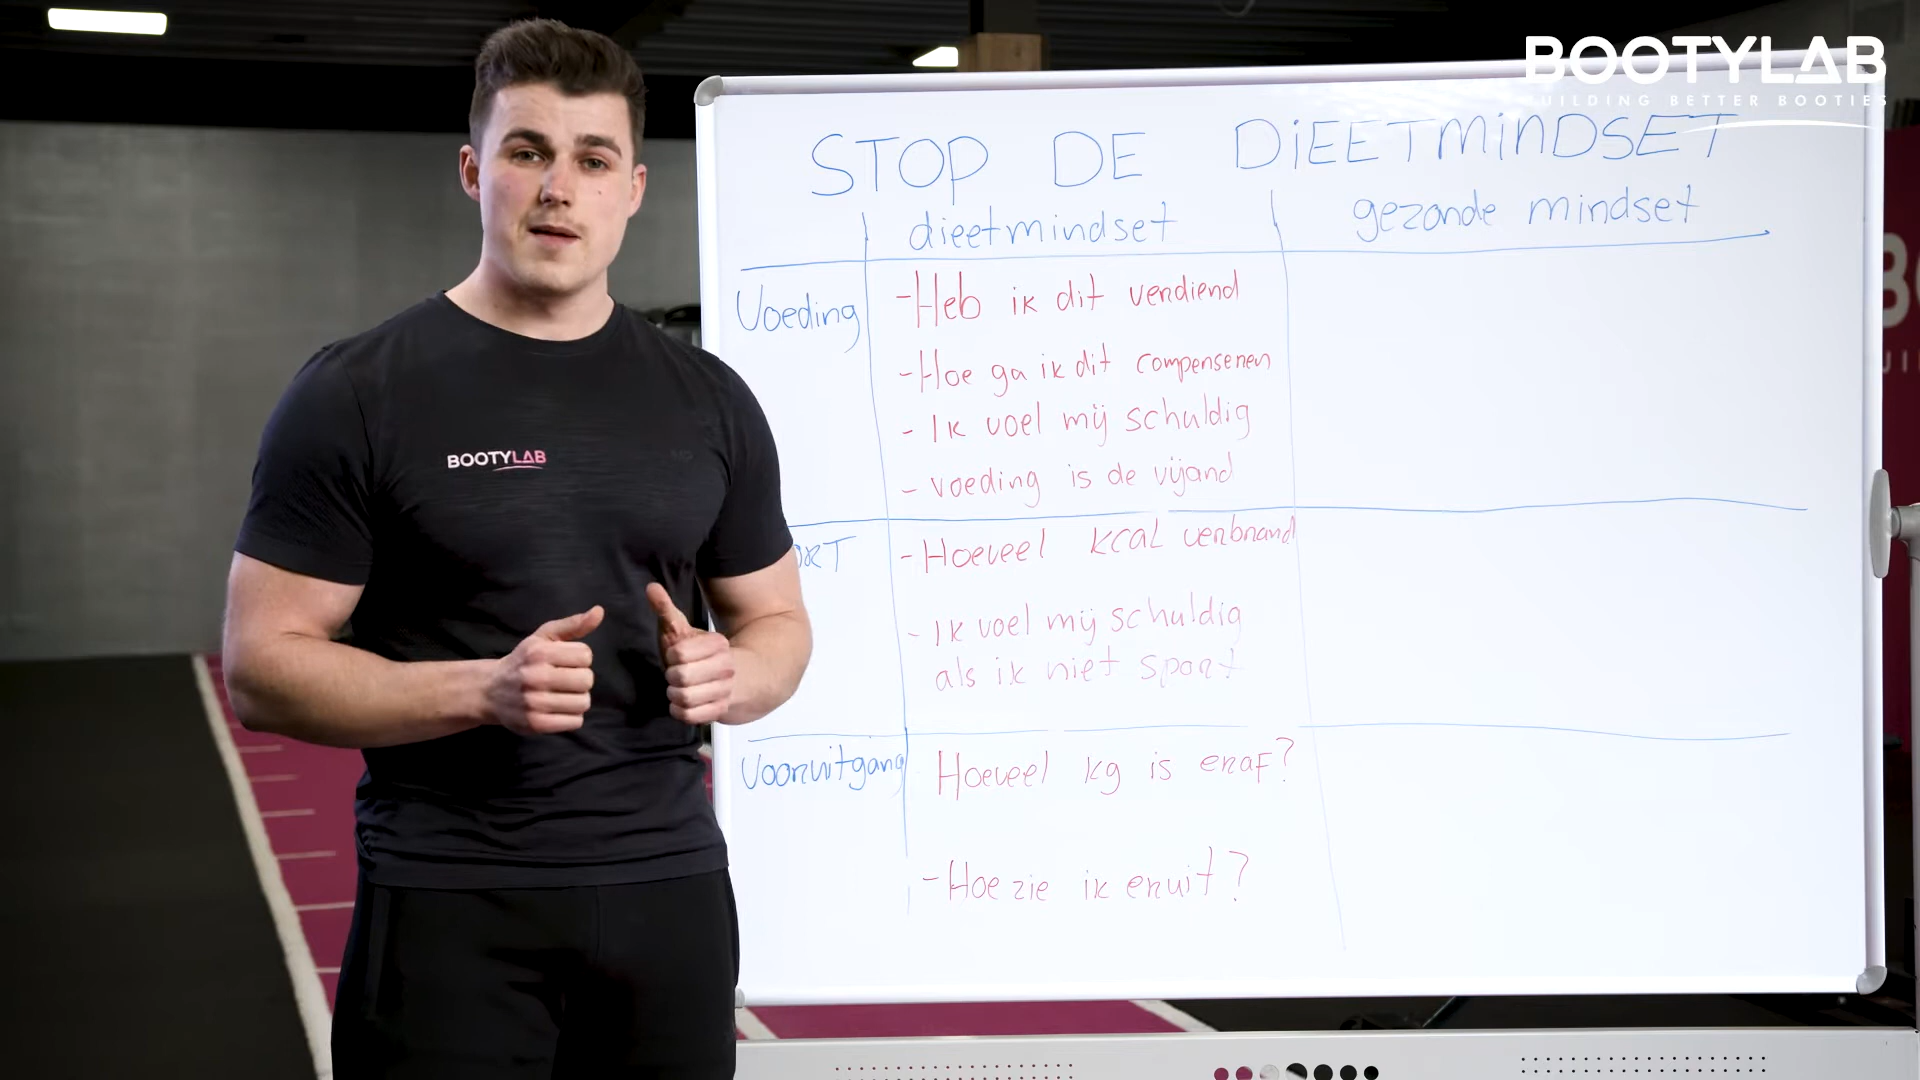 BOOTYLAB
BUILDING BETTER BOOTIES
STOP DE DiEETMinDSET
dieetmindset
gezonde mindset
Voeding
- Heb ik dit verdiend
- Hoe ga ik dit compenseren
- Ik voel mij schuldig
- voeding is de vijand
- Hoeveel kcal verbrand
- Ik voel mij schuldig
als ik niet sport
Vooruitgang
Hoeveel kg is eraf?
- Hoe zie ik eruit?
BOOTYLAB